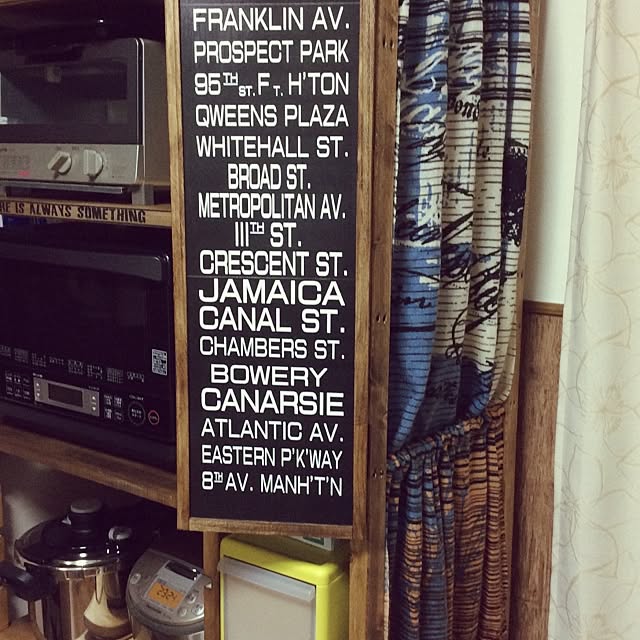 FRANKLIN AV.
PROSPECT PARK
95TH ST. FT. H'TON
QWEENS PLAZA
WHITEHALL ST.
BROAD ST.
METROPOLITAN AV.
111TH ST.
CRESCENT ST.
JAMAICA
CANAL ST.
CHAMBERS ST.
BOWERY
CANARSIE
ATLANTIC AV.
EASTERN P'K'WAY
8TH AV. MANH'T'N
RE IS ALWAYS SOMETHING